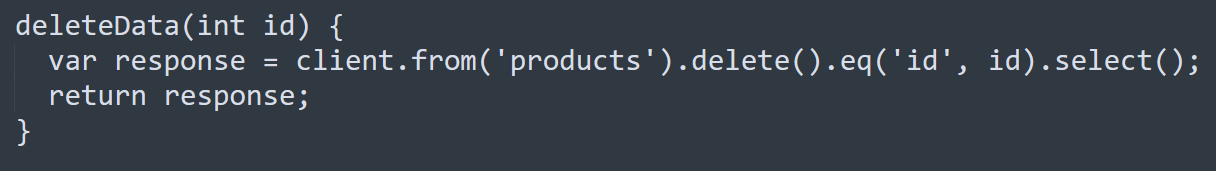 deleteData(int id) {
  var response = client.from('products').delete().eq('id', id).select();
  return response;
}